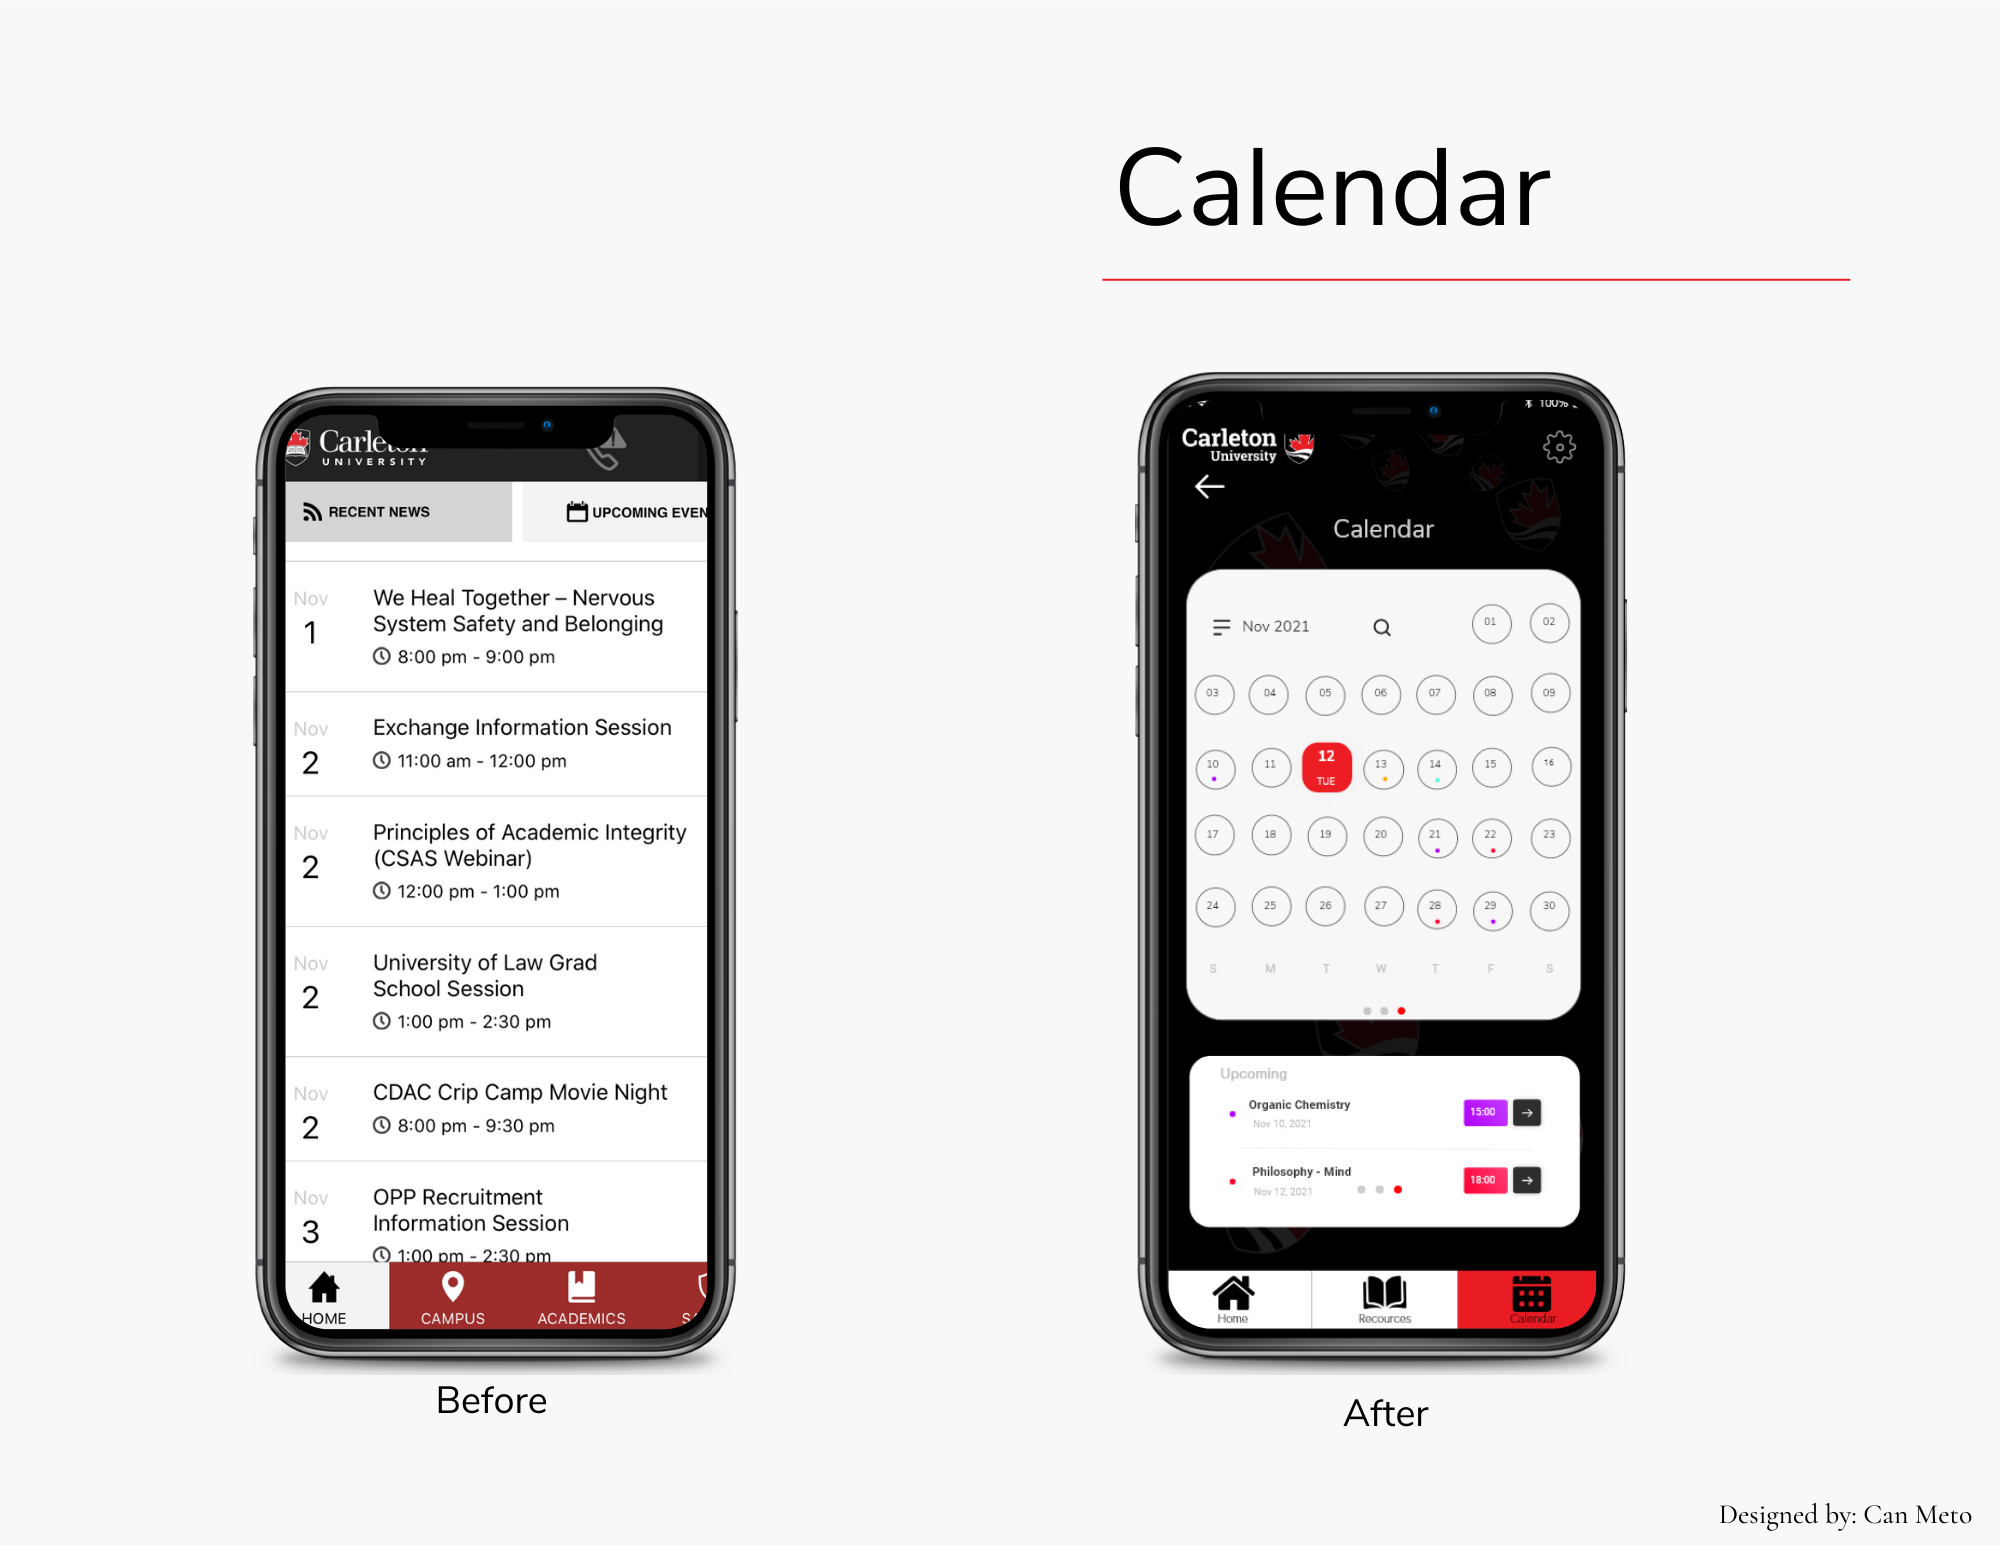 Calendar
Carleton
UNIVERSITY
RECENT NEWS
UPCOMING EVEN
Nov
1
We Heal Together – Nervous
System Safety and Belonging
8:00 pm - 9:00 pm
Nov
2
Exchange Information Session
11:00 am - 12:00 pm
Nov
2
Principles of Academic Integrity
(CSAS Webinar)
12:00 pm - 1:00 pm
Nov
2
University of Law Grad
School Session
1:00 pm - 2:30 pm
Nov
2
CDAC Crip Camp Movie Night
8:00 pm - 9:30 pm
Nov
3
OPP Recruitment
Information Session
1:00 pm - 2:30 pm
HOME
CAMPUS
ACADEMICS
Before
100%
Carleton
University
Calendar
Nov 2021
01 02
03 04 05 06 07 08 09
10 11 12 13 14 15 16
TUE
17 18 19 20 21 22 23
24 25 26 27 28 29 30
S M T W T F S
Upcoming
Organic Chemistry
Nov 10, 2021
15:00
Philosophy - Mind
Nov 12, 2021
18:00
Home
Recources
Calendar
After
Designed by: Can Meto